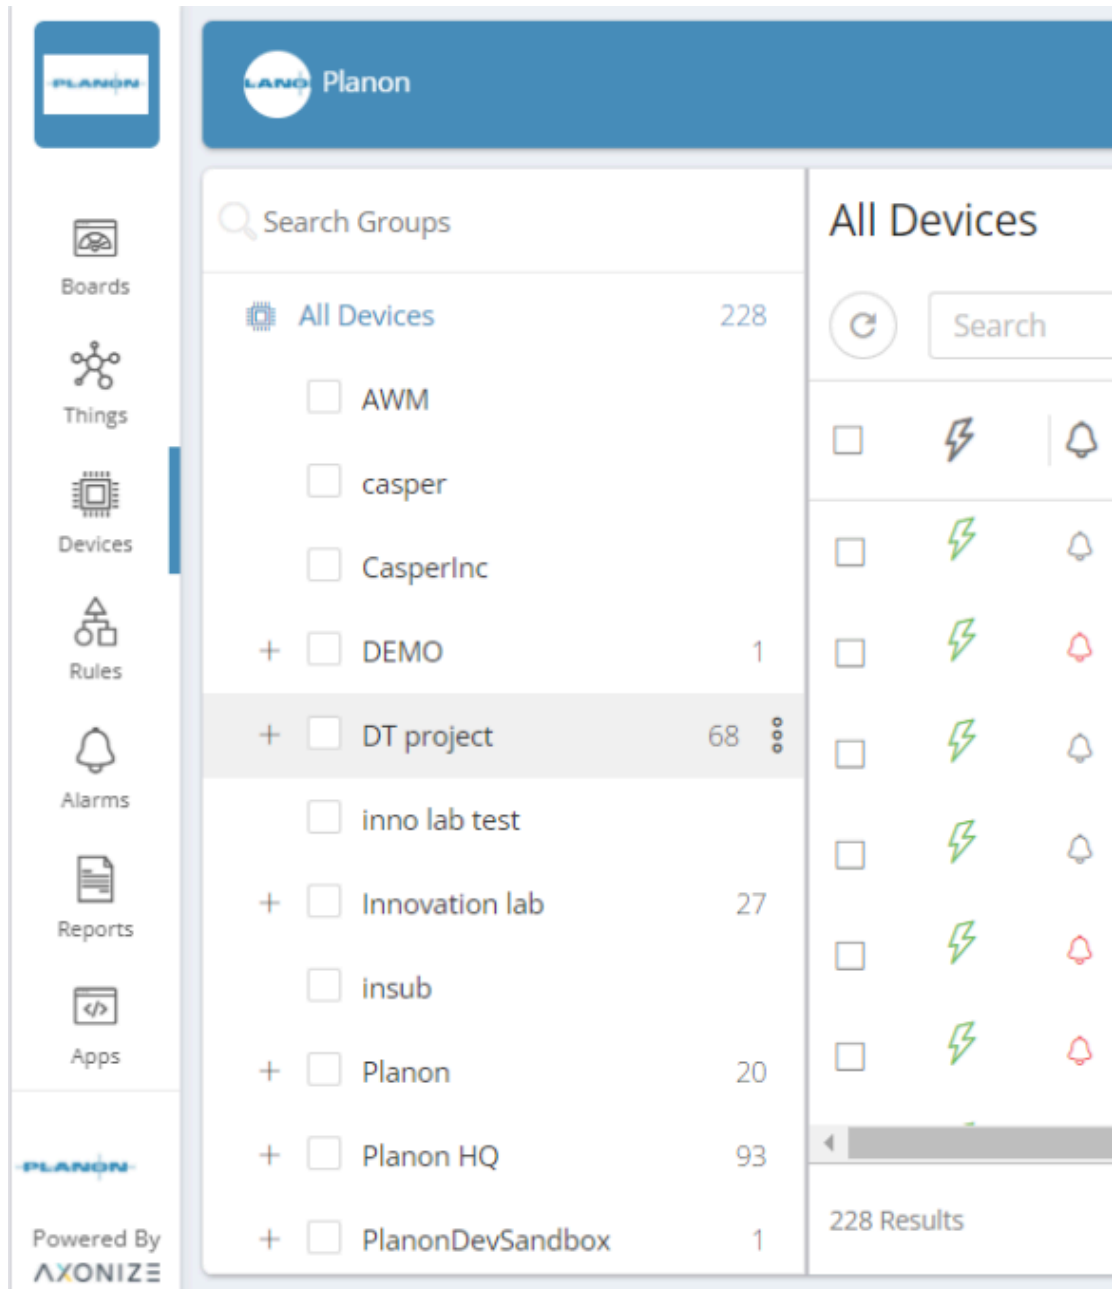 PLANON
LANO Planon
Boards
Things
Devices
Rules
Alarms
Reports
Apps
PLANON
Powered By
AXONIZE
Search Groups
All Devices 228
AWM
casper
CasperInc
+ DEMO 1
+ DT project 68
inno lab test
+ Innovation lab 27
insub
+ Planon 20
+ Planon HQ 93
+ PlanonDevSandbox 1
All Devices
Search
228 Results